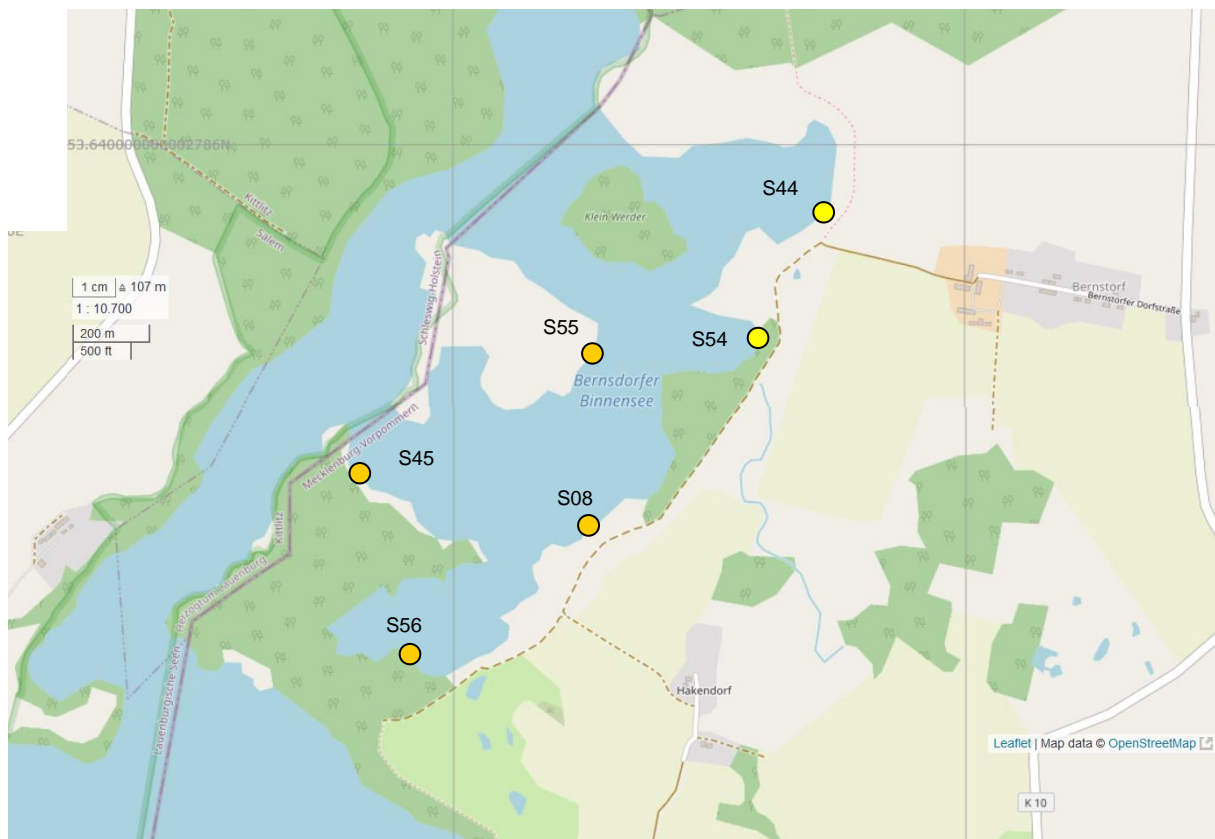 53.640000000002786N
Kittlitz
Salem
Schleswig-Holstein
Klein Werder
S44
Bernstorf
Bernstorfer Dorfstraße
1 cm ≙ 107 m
1 : 10.700
200 m
500 ft
S55
S54
Bernsdorfer
Binnensee
Mecklenburg-Vorpommern
S45
Kittlitz
S08
Herzogtum Lauenburg
S56
Lauenburgische Seen
Hakendorf
Leaflet | Map data © OpenStreetMap
K 10